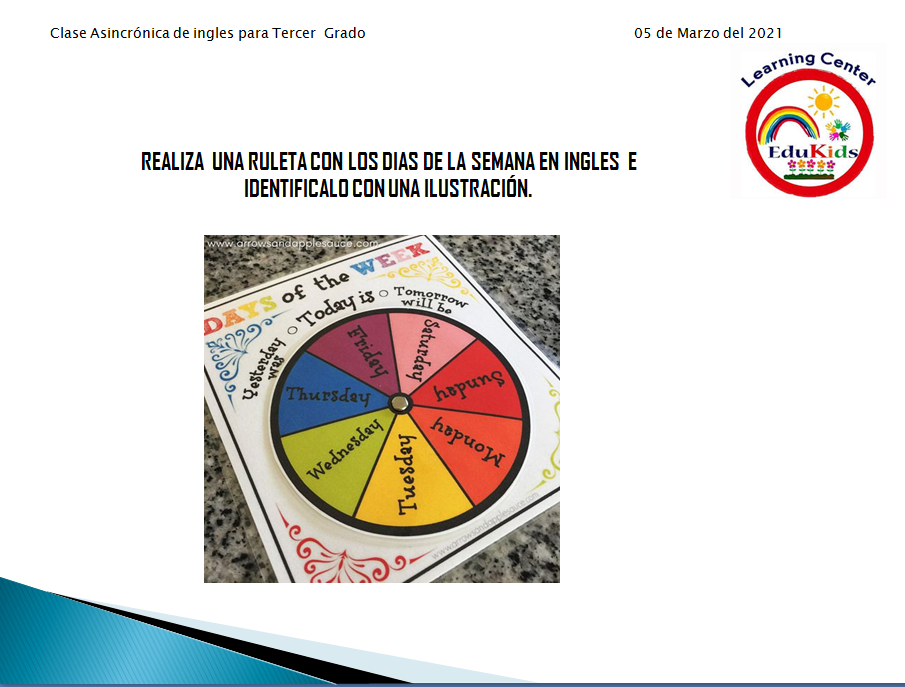 Clase Asincrónica de ingles para Tercer  Grado
05 de Marzo del 2021
Learning Center
EduKids
REALIZA  UNA RULETA CON LOS DIAS DE LA SEMANA EN INGLES  E
IDENTIFICALO CON UNA ILUSTRACIÓN.
www.arrowsandapplesauce.com
DAYS of the WEEK
Yesterday
was
Today is
Tomorrow
will be
Friday
Saturday
Sunday
Monday
Tuesday
Wednesday
Thursday
www.arrowsandapplesauce.com